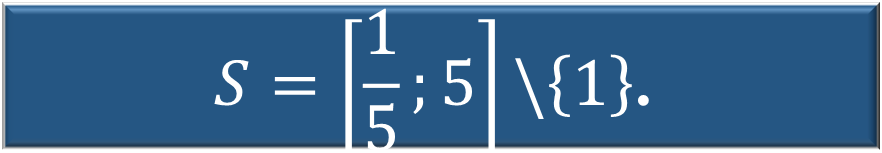 S = [1/5 ; 5] \{1}.